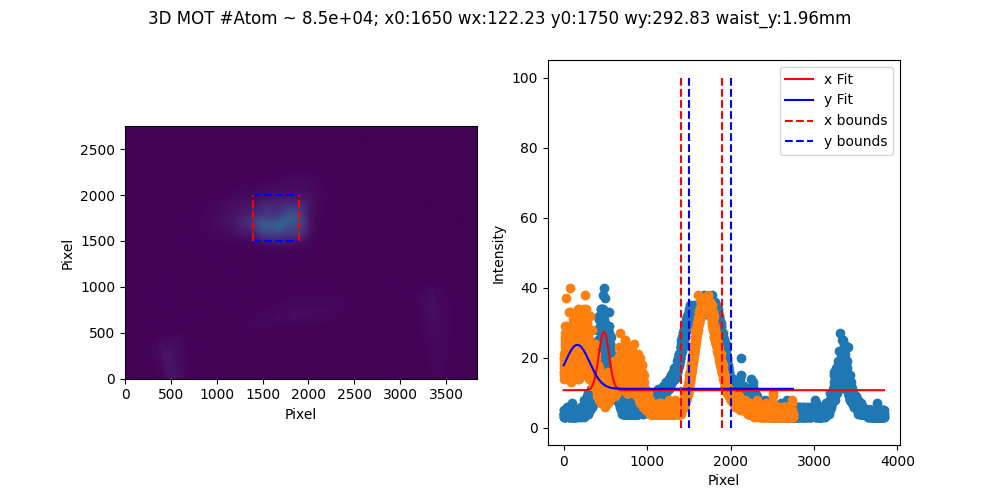 3D MOT #Atom ~ 8.5e+04; x0:1650 wx:122.23 y0:1750 wy:292.83 waist_y:1.96mm
2500
2000
1500
1000
500
0
0 500 1000 1500 2000 2500 3000 3500
Pixel
Pixel
100
80
60
40
20
0
0 1000 2000 3000 4000
Intensity
Pixel
x Fit
y Fit
x bounds
y bounds